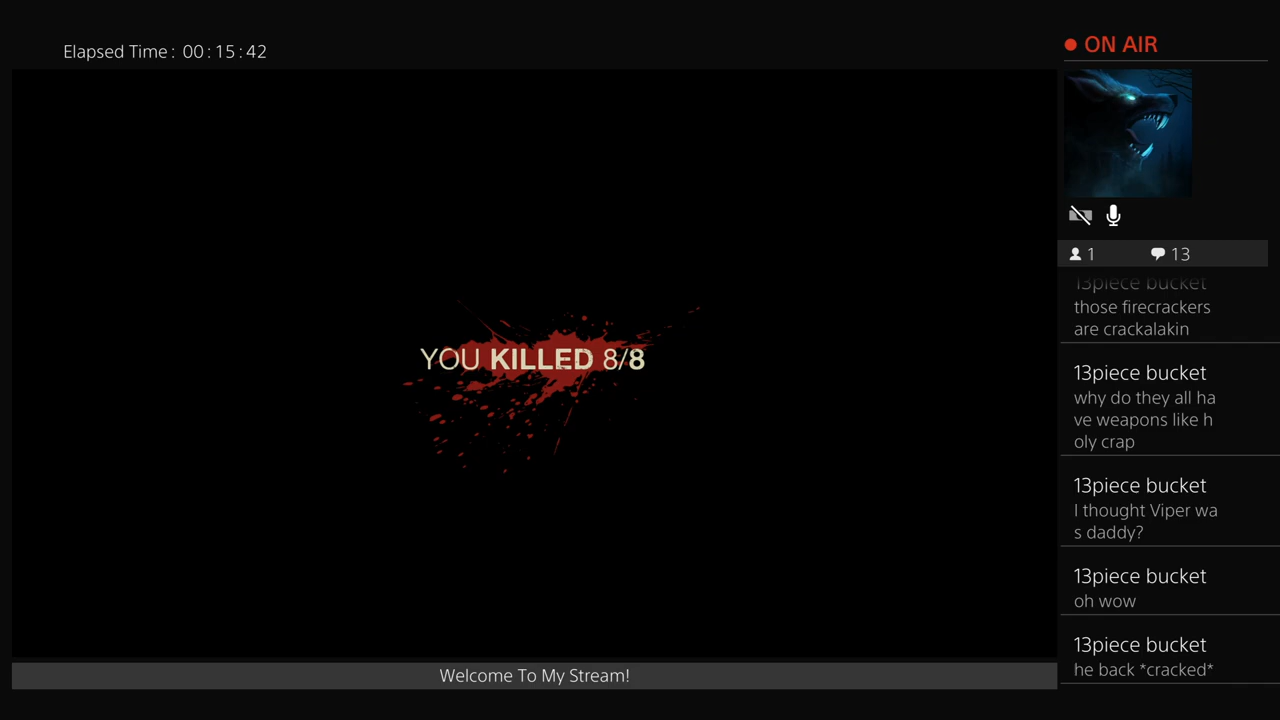 Elapsed Time: 00:15:42
ON AIR
1 13
13piece bucket
those firecrackers
are crackalakin
13piece bucket
why do they all ha
ve weapons like h
oly crap
13piece bucket
I thought Viper wa
s daddy?
13piece bucket
oh wow
13piece bucket
he back *cracked*
YOU KILLED 8/8
Welcome To My Stream!